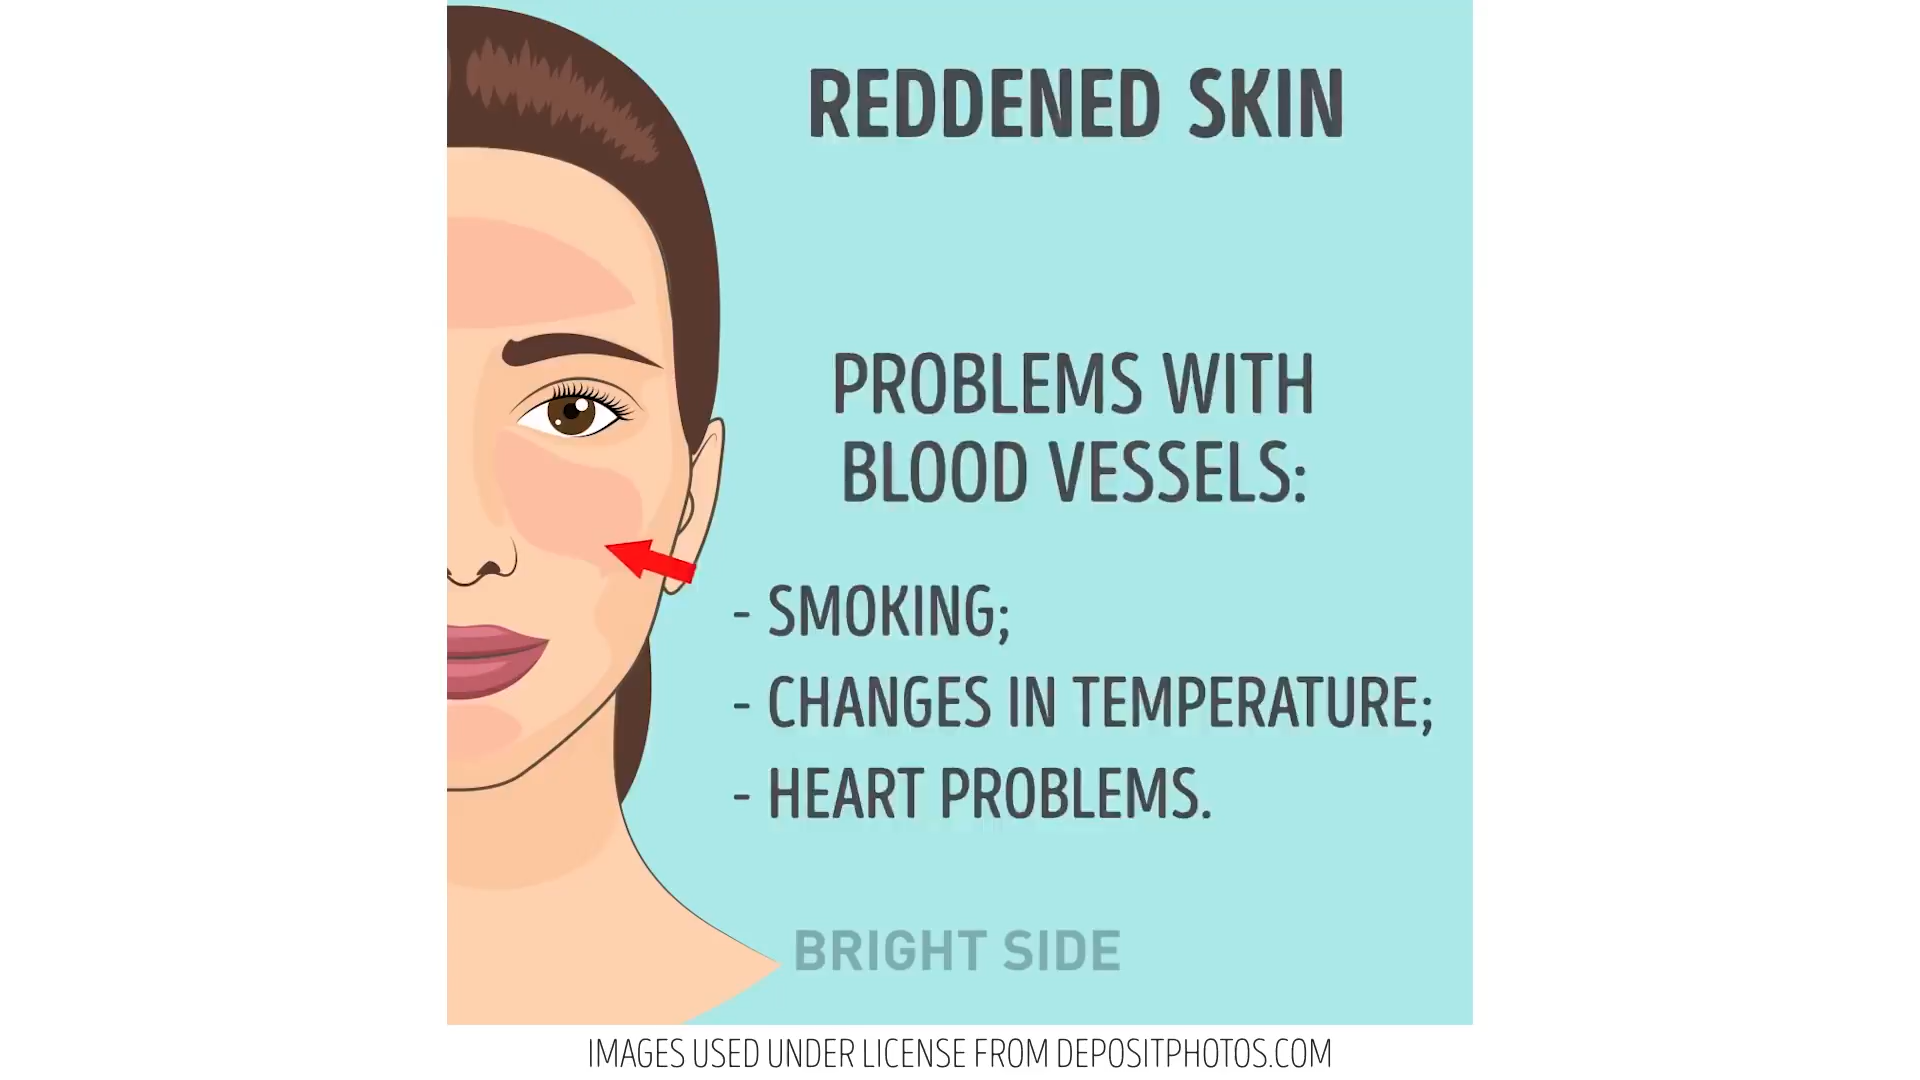 REDDENED SKIN
PROBLEMS WITH
BLOOD VESSELS:
- SMOKING;
- CHANGES IN TEMPERATURE;
- HEART PROBLEMS.
BRIGHT SIDE
IMAGES USED UNDER LICENSE FROM DEPOSITPHOTOS.COM